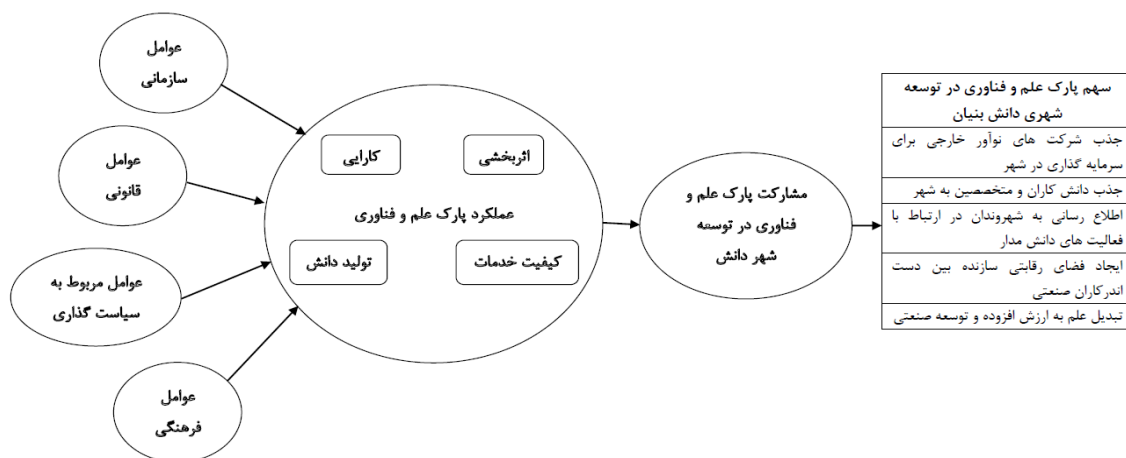 عوامل
سازمانی
عوامل
قانونی
عوامل مربوط به
سیاست گذاری
عوامل
فرهنگی
اثربخشی
کارایی
عملکرد پارک علم و فناوری
کیفیت خدمات
تولید دانش
مشارکت پارک علم و
فناوری در توسعه
شهر دانش
سهم پارک علم و فناوری در توسعه
شهری دانش بنیان
جذب شرکت های نوآور خارجی برای
سرمایه گذاری در شهر
جذب دانش کاران و متخصصین به شهر
اطلاع رسانی به شهروندان در ارتباط با
فعالیت های دانش مدار
ایجاد فضای رقابتی سازنده بین دست
اندرکاران صنعتی
تبدیل علم به ارزش افزوده و توسعه صنعتی